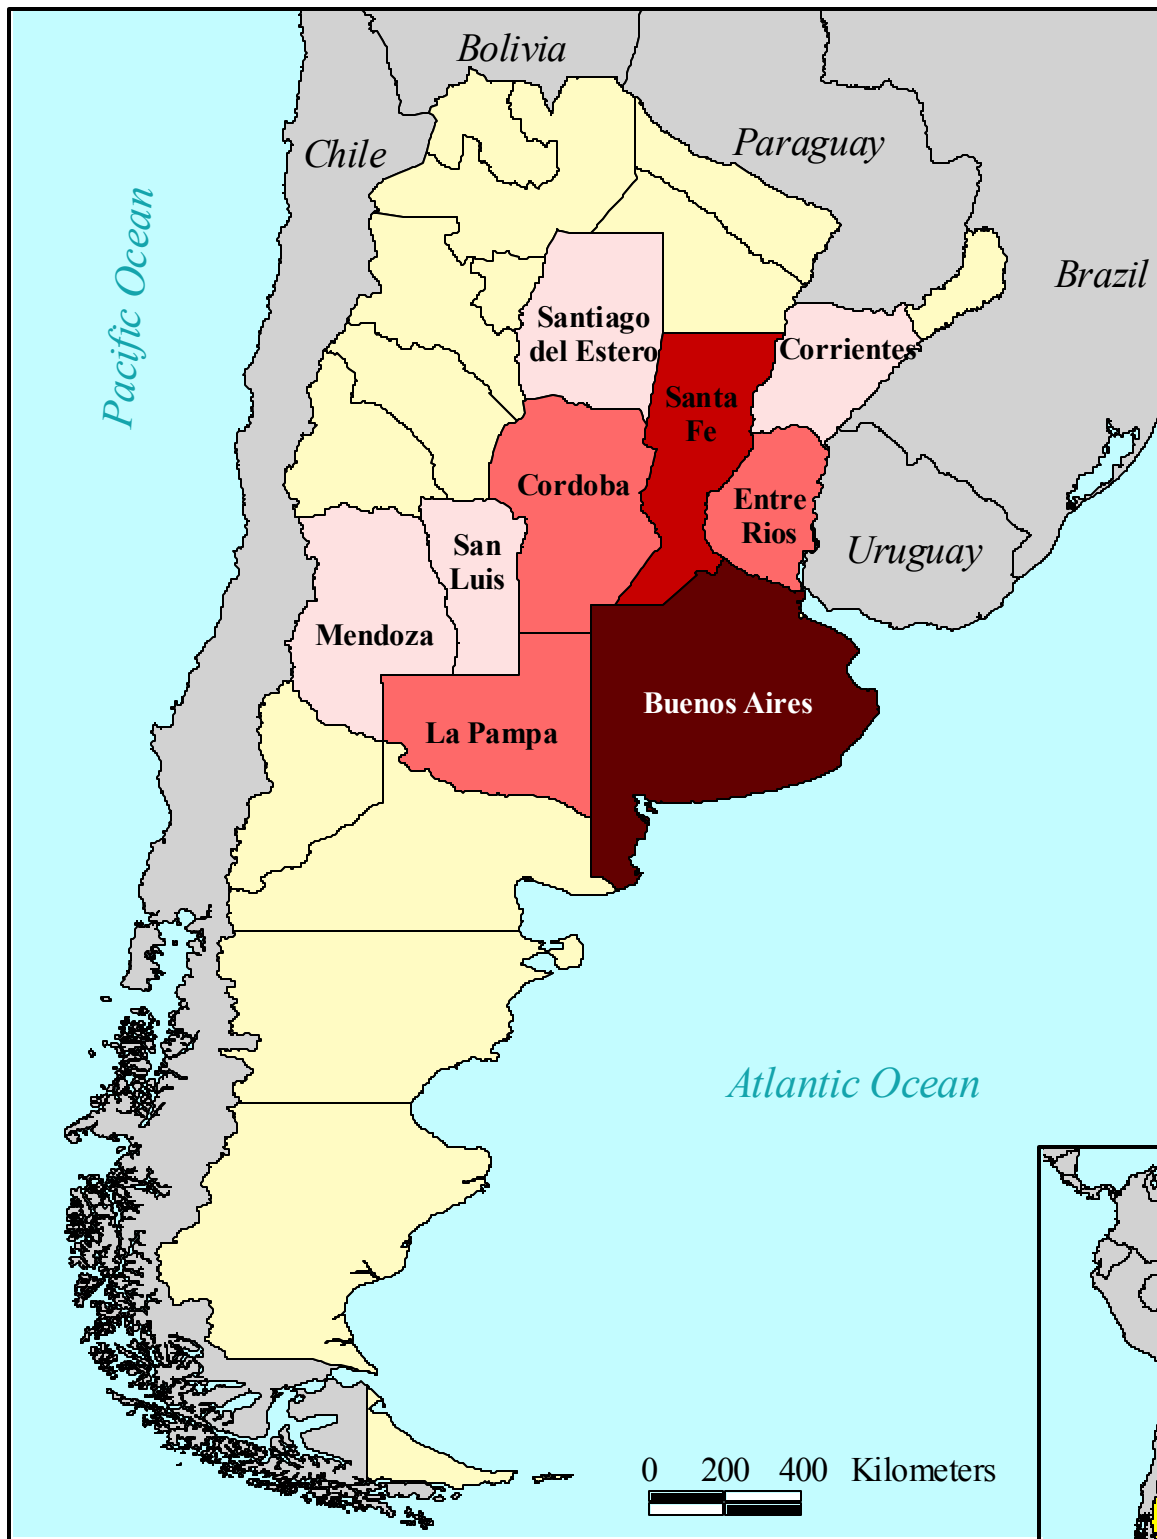 Bolivia
Chile
Paraguay
Pacific Ocean
Brazil
Santiago
del Estero
Corrientes
Santa
Fe
Cordoba
Entre
Rios
San
Luis
Uruguay
Mendoza
Buenos Aires
La Pampa
Atlantic Ocean
0 200 400 Kilometers